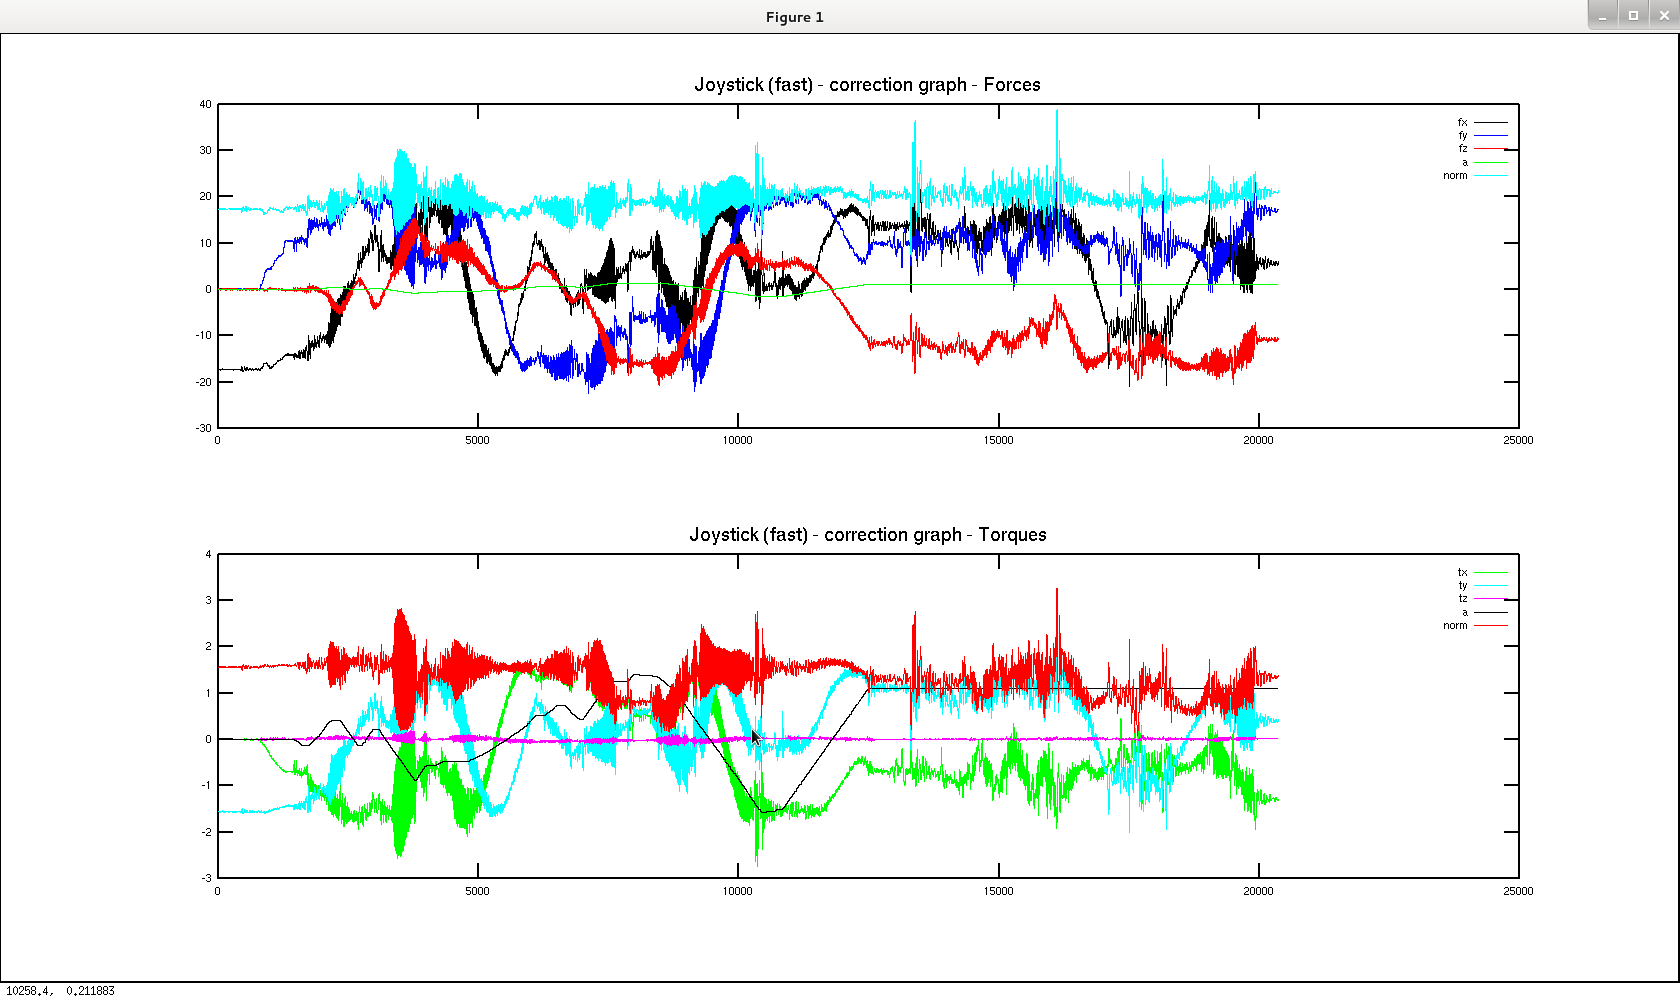 Figure 1
Joystick (fast) - correction graph - Forces
40
30
20
10
0
-10
-20
-30
0 5000 10000 15000 20000 25000
fx
fy
fz
a
norm
Joystick (fast) - correction graph - Torques
4
3
2
1
0
-1
-2
-3
0 5000 10000 15000 20000 25000
tx
ty
tz
a
norm
10258.4, 0.211883